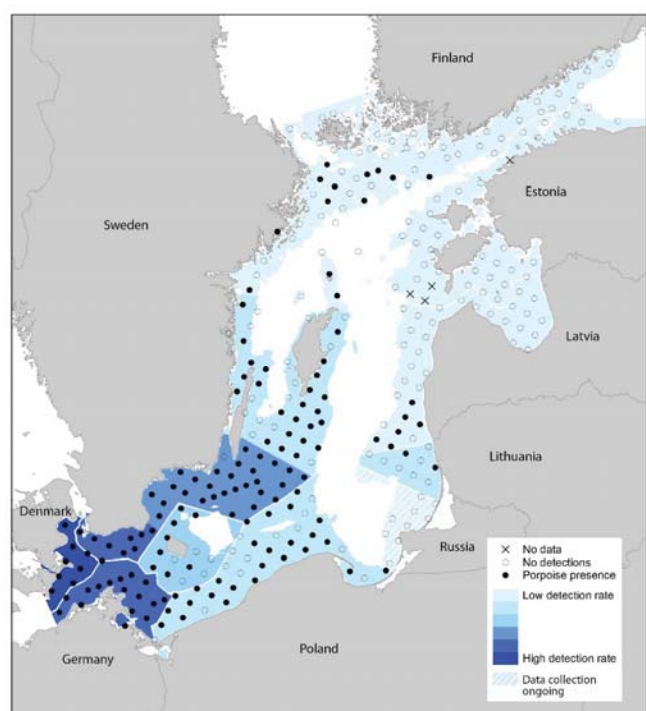 Finland
Estonia
Sweden
Latvia
Lithuania
Denmark
Russia
No data
No detections
Porpoise presence
Low detection rate
High detection rate
Data collection
ongoing
Poland
Germany